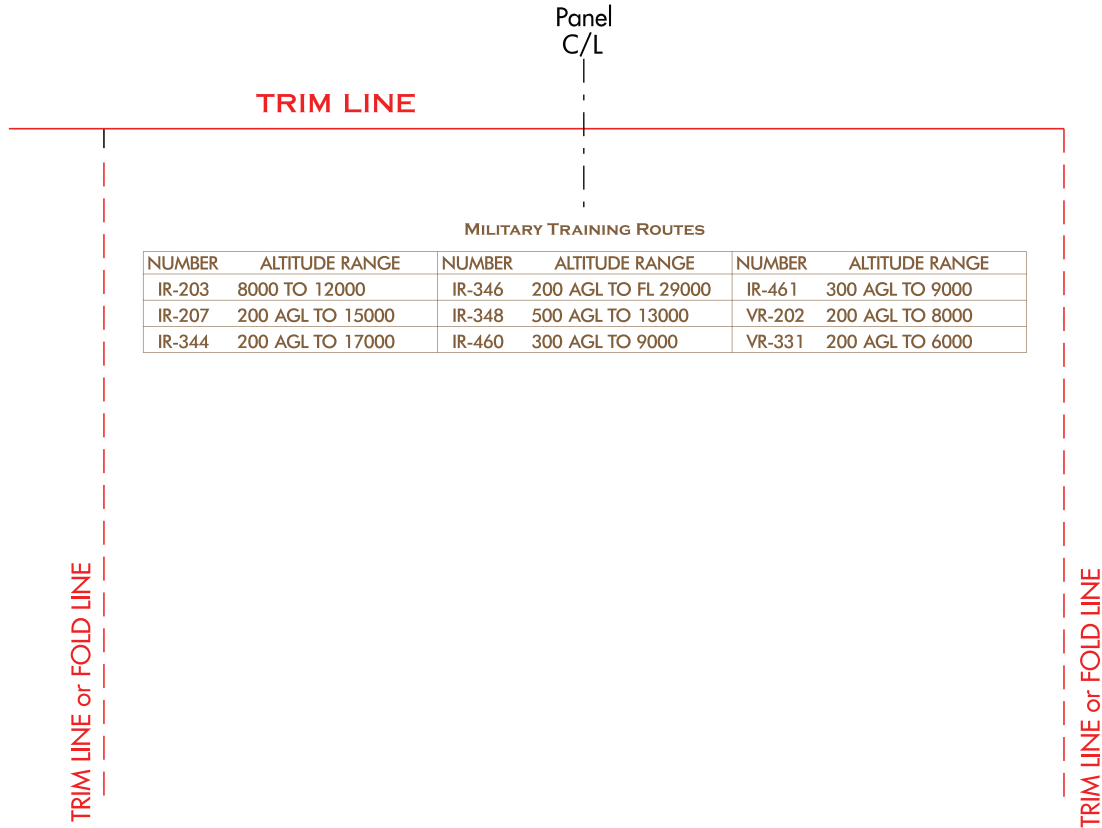 Panel
C/L
TRIM LINE
MILITARY TRAINING ROUTES
NUMBER ALTITUDE RANGE NUMBER ALTITUDE RANGE NUMBER ALTITUDE RANGE
IR-203 8000 TO 12000 IR-346 200 AGL TO FL 29000 IR-461 300 AGL TO 9000
IR-207 200 AGL TO 15000 IR-348 500 AGL TO 13000 VR-202 200 AGL TO 8000
IR-344 200 AGL TO 17000 IR-460 300 AGL TO 9000 VR-331 200 AGL TO 6000
TRIM LINE or FOLD LINE
TRIM LINE or FOLD LINE